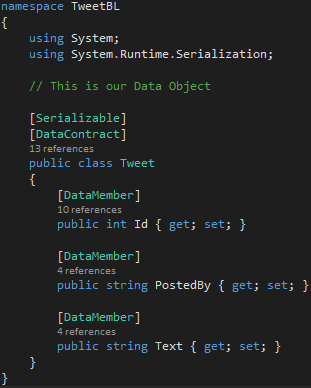 namespace TweetBL
{
using System;
using System.Runtime.Serialization;
// This is our Data Object
[Serializable]
[DataContract]
13 references
public class Tweet
{
[DataMember]
10 references
public int Id { get; set; }
[DataMember]
4 references
public string PostedBy { get; set; }
[DataMember]
4 references
public string Text { get; set; }
}
}